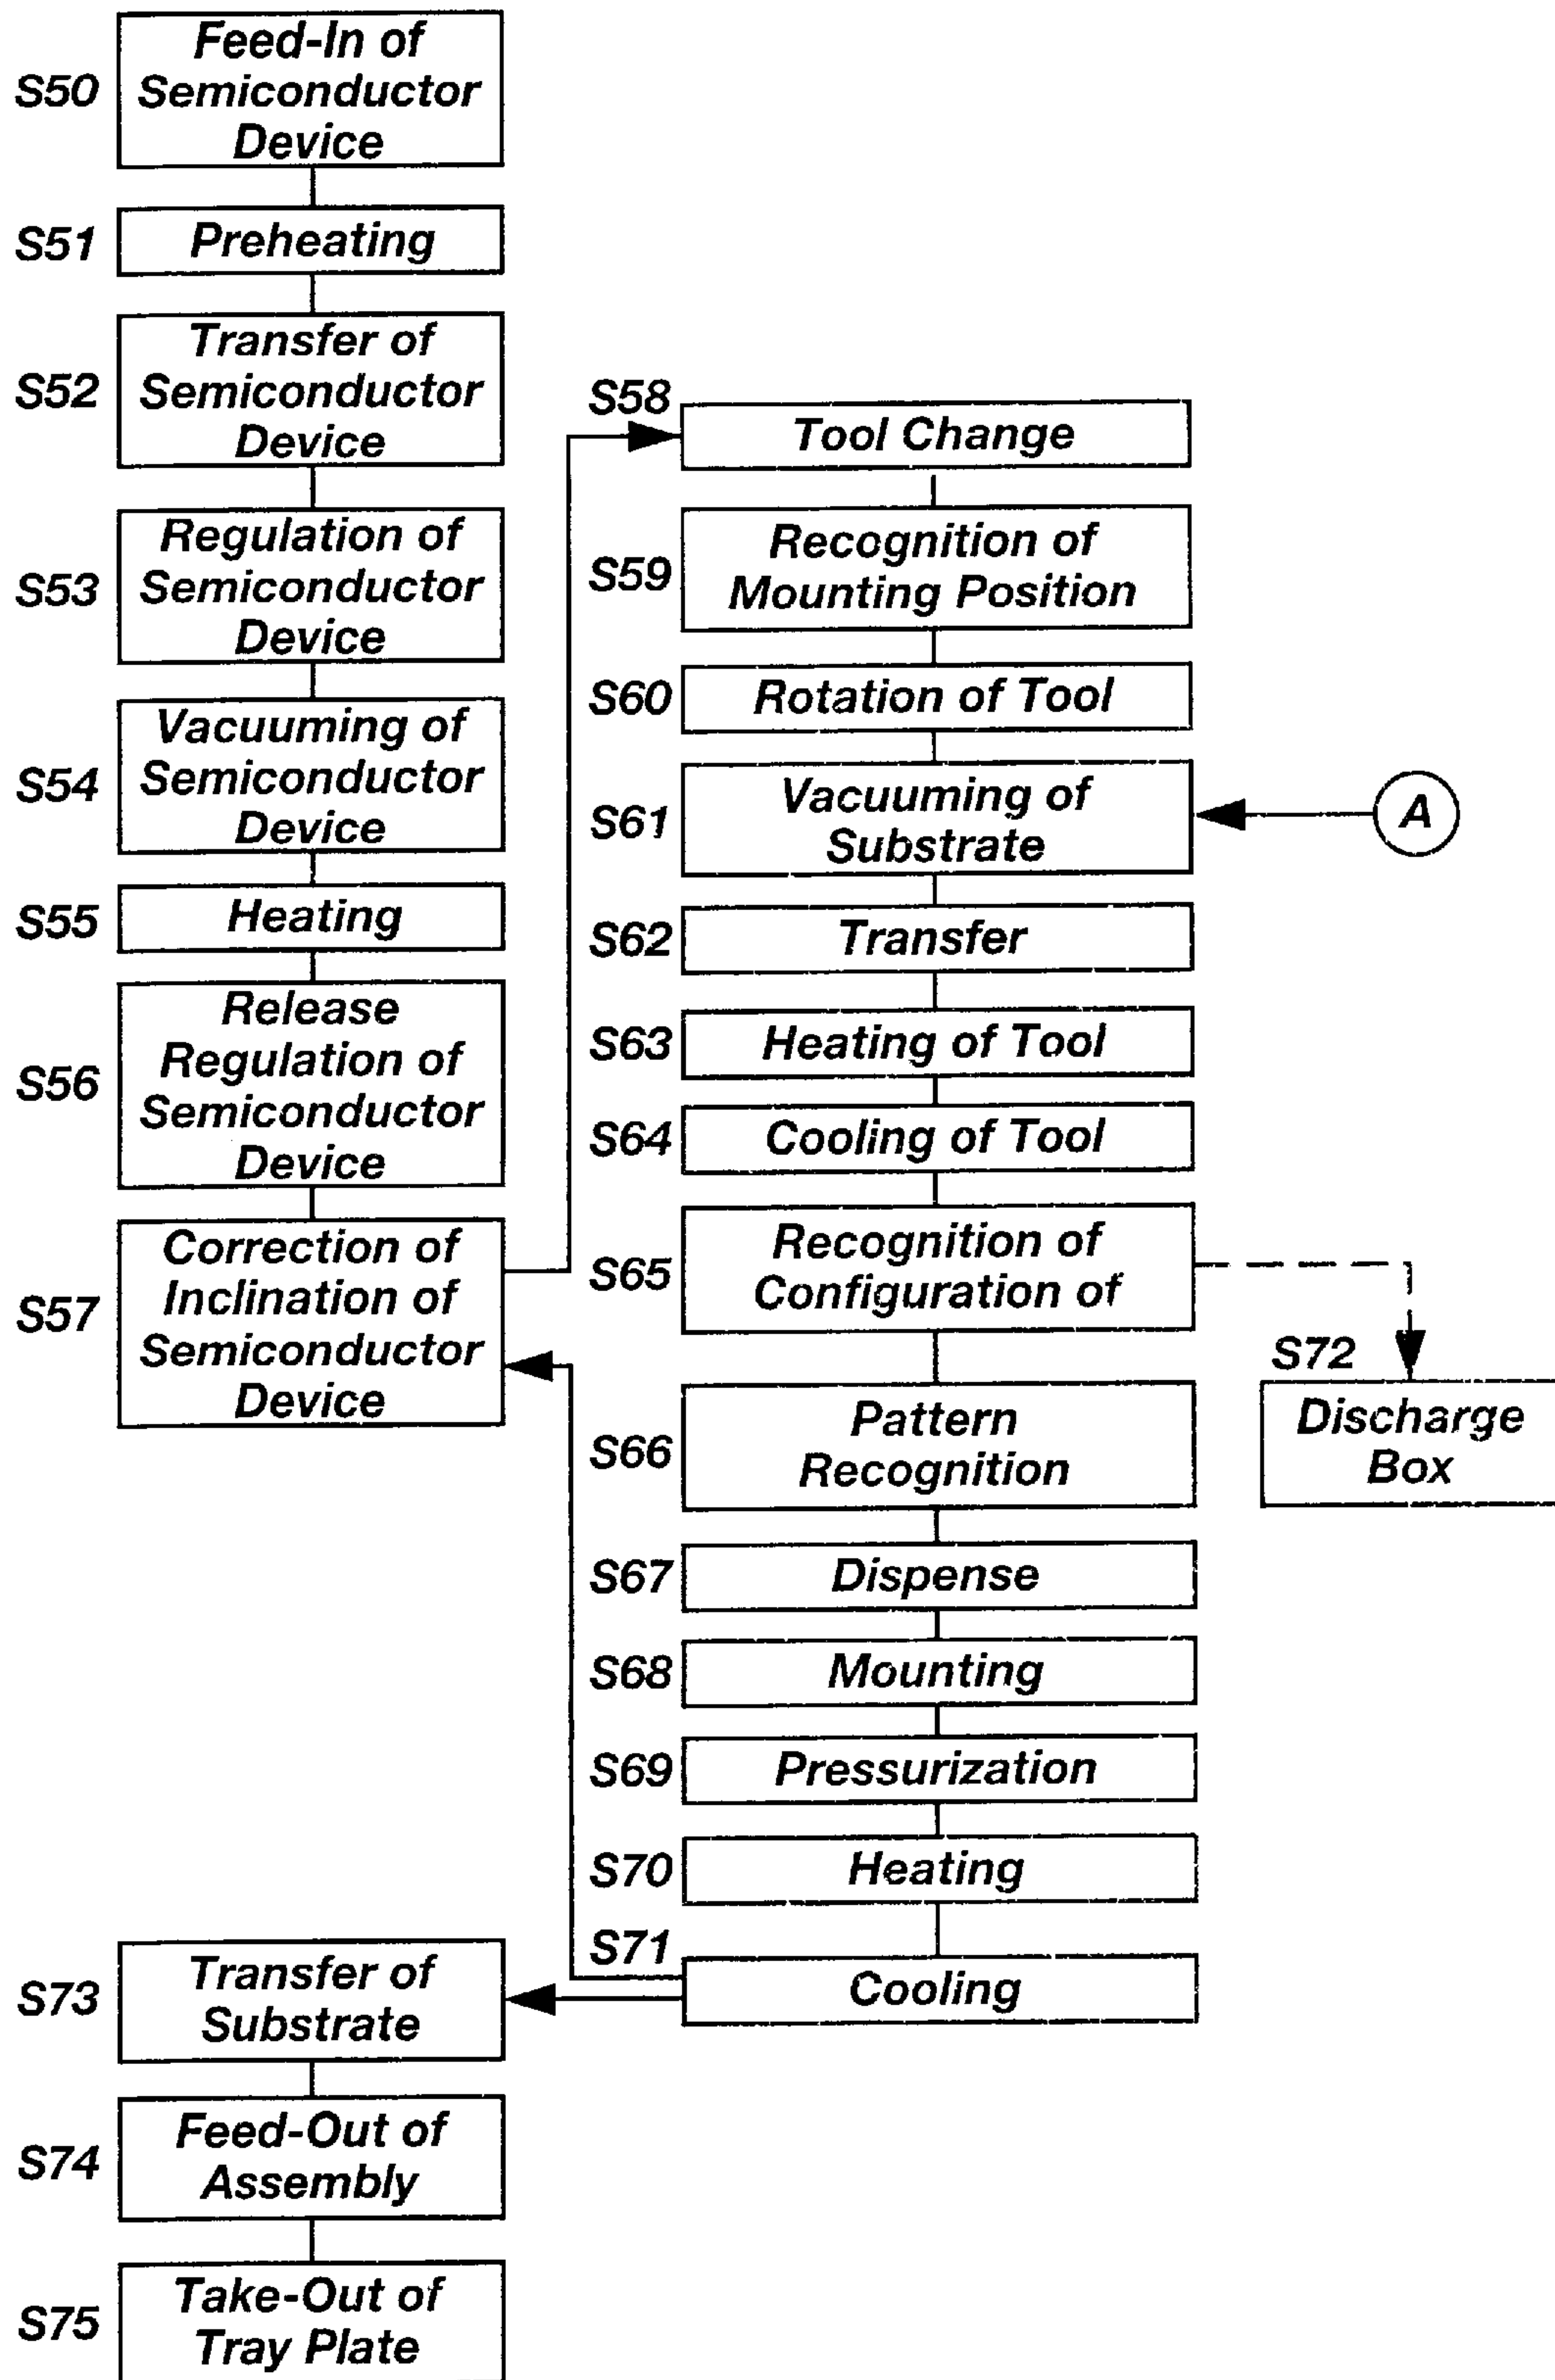 S50
Feed-In of
Semiconductor
Device
S51
Preheating
S52
Transfer of
Semiconductor
Device
S53
Regulation of
Semiconductor
Device
S54
Vacuuming of
Semiconductor
Device
S55
Heating
S56
Release
Regulation of
Semiconductor
Device
S57
Correction of
Inclination of
Semiconductor
Device
S58
Tool Change
S59
Recognition of
Mounting Position
S60
Rotation of Tool
S61
Vacuuming of
Substrate
A
S62
Transfer
S63
Heating of Tool
S64
Cooling of Tool
S65
Recognition of
Configuration of
S72
Discharge
Box
S66
Pattern
Recognition
S67
Dispense
S68
Mounting
S69
Pressurization
S70
Heating
S71
Cooling
S73
Transfer of
Substrate
S74
Feed-Out of
Assembly
S75
Take-Out of
Tray Plate